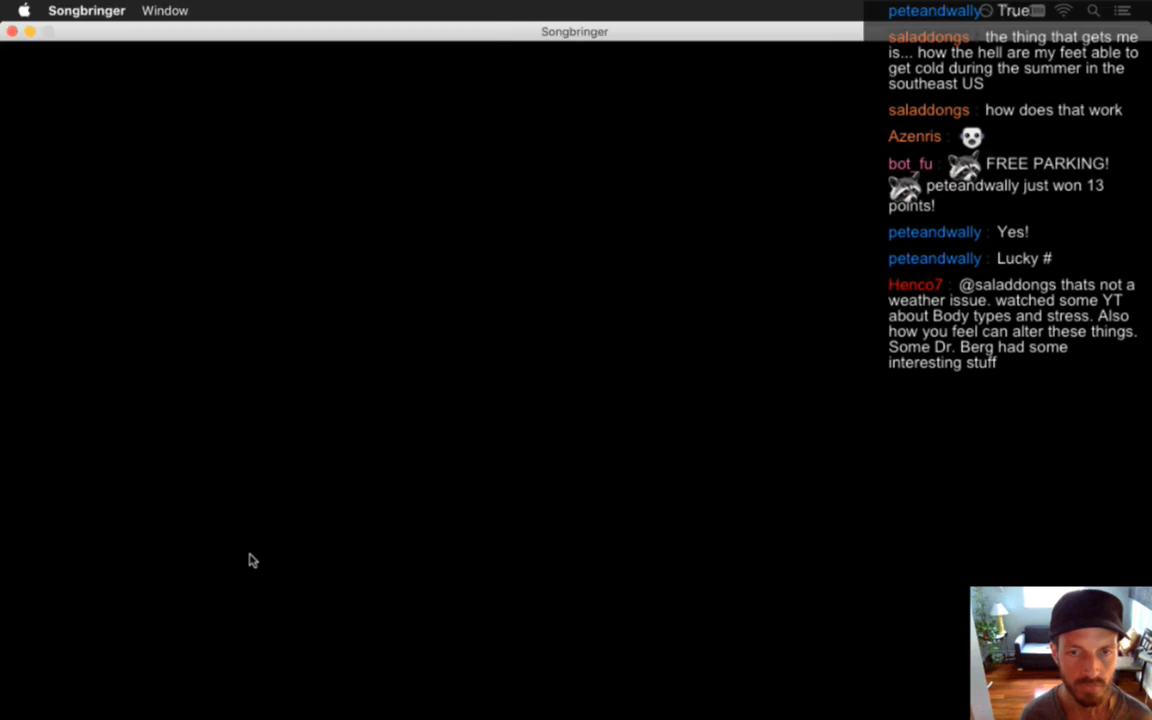 Songbringer Window
Songbringer
peteandwally True
saladdongs : the thing that gets me
is... how the hell are my feet able to
get cold during the summer in the
southeast US
saladdongs : how does that work
Azenris :
bot_fu : FREE PARKING!
peteandwally just won 13
points!
peteandwally : Yes!
peteandwally : Lucky #
Henco7 : @saladdongs thats not a
weather issue. watched some YT
about Body types and stress. Also
how you feel can alter these things.
Some Dr. Berg had some
interesting stuff